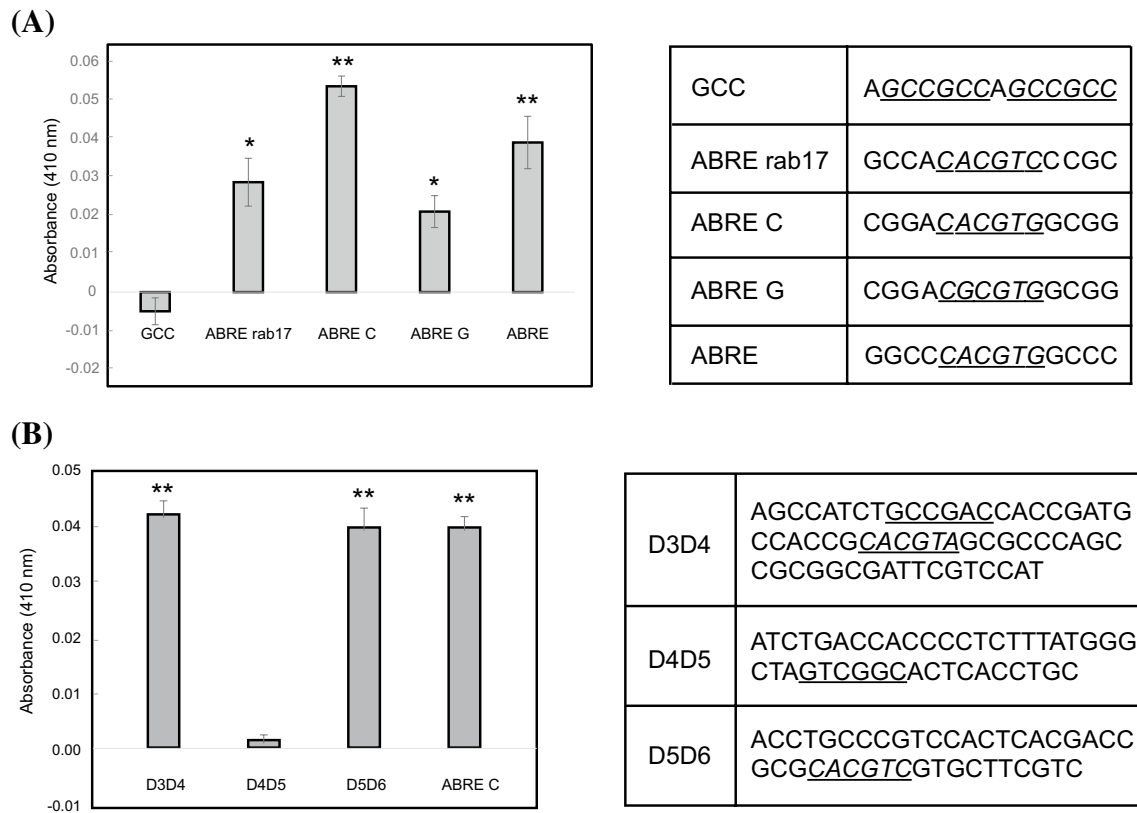 (A)
Absorbance (410 nm)
0.06
0.05
0.04
0.03
0.02
0.01
0
-0.01
-0.02
*
**
*
**
GCC ABRE rab17 ABRE C ABRE G ABRE
GCC AGCCGCCAGCCGCC
ABRE rab17 GCCACACGTCCCGC
ABRE C CGGACACGTGGCGG
ABRE G CGGACGCGTGGCGG
ABRE GGCCCACGTGGCCC
(B)
Absorbance (410 nm)
0.05
0.04
0.03
0.02
0.01
0.00
-0.01
** ** **
D3D4 D4D5 D5D6 ABRE C
D3D4
AGCCATCTGCCGACCACCGATG
CCACCGCACGTAGCGCCCAGC
CGCGGCGATTCGTCCAT
D4D5
ATCTGACCACCCCTCTTTATGGG
CTAGTCGGCACTCACCTGC
D5D6
ACCTGCCCGTCCACTCACGACC
GCGCACGTCGTGCTTCGTC